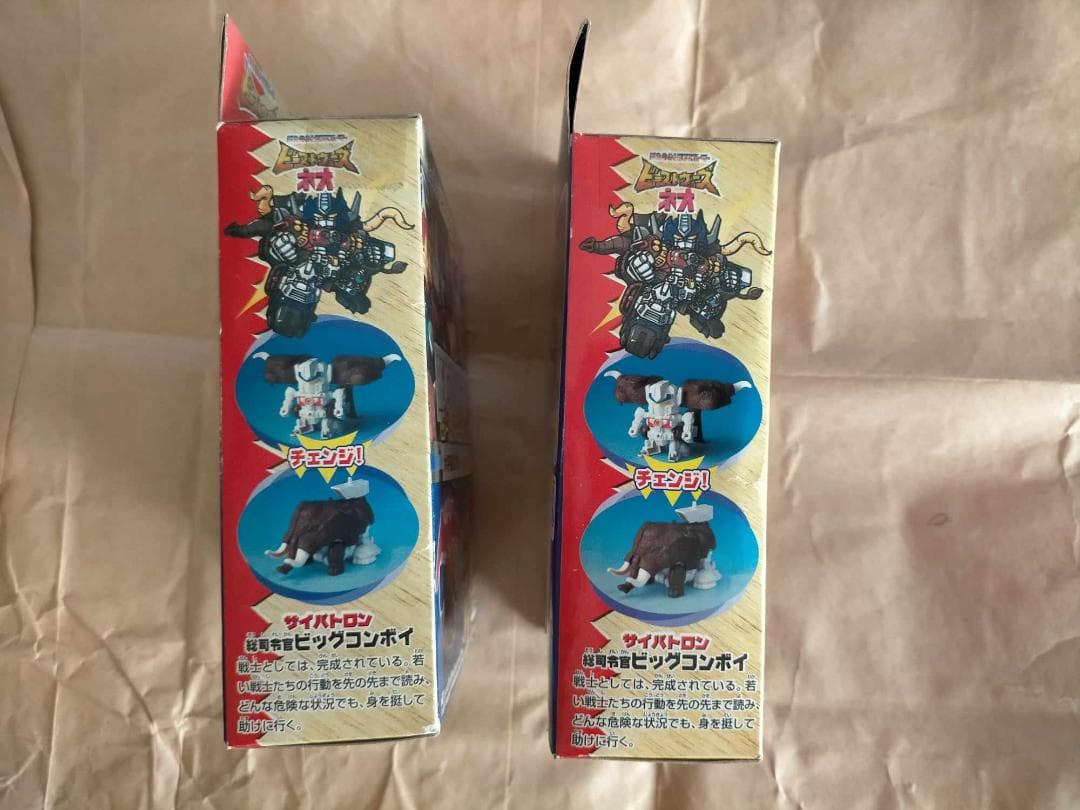 ビーストウォーズ
ネオ
チェンジ!
サイバトロン
総司令官ビッグコンボイ
戦士としては、完成されている。若
い戦士たちの行動を先の先まで読み、
どんな危険な状況でも、身を挺して
助けに行く。
ビーストウォーズ
ネオ
チェンジ!
サイバトロン
総司令官ビッグコンボイ
戦士としては、完成されている。若
い戦士たちの行動を先の先まで読み、
どんな危険な状況でも、身を挺して
助けに行く。